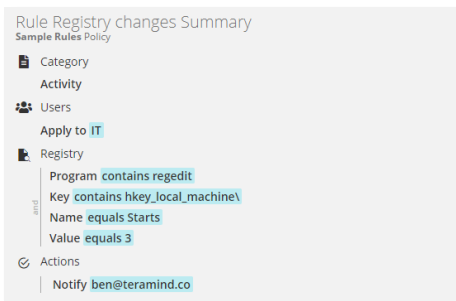 Rule Registry changes Summary
Sample Rules Policy
Category
Activity
Users
Apply to IT
Registry
Program contains regedit
Key contains hkey_local_machine\
and
Name equals Starts
Value equals 3
Actions
Notify ben@teramind.co